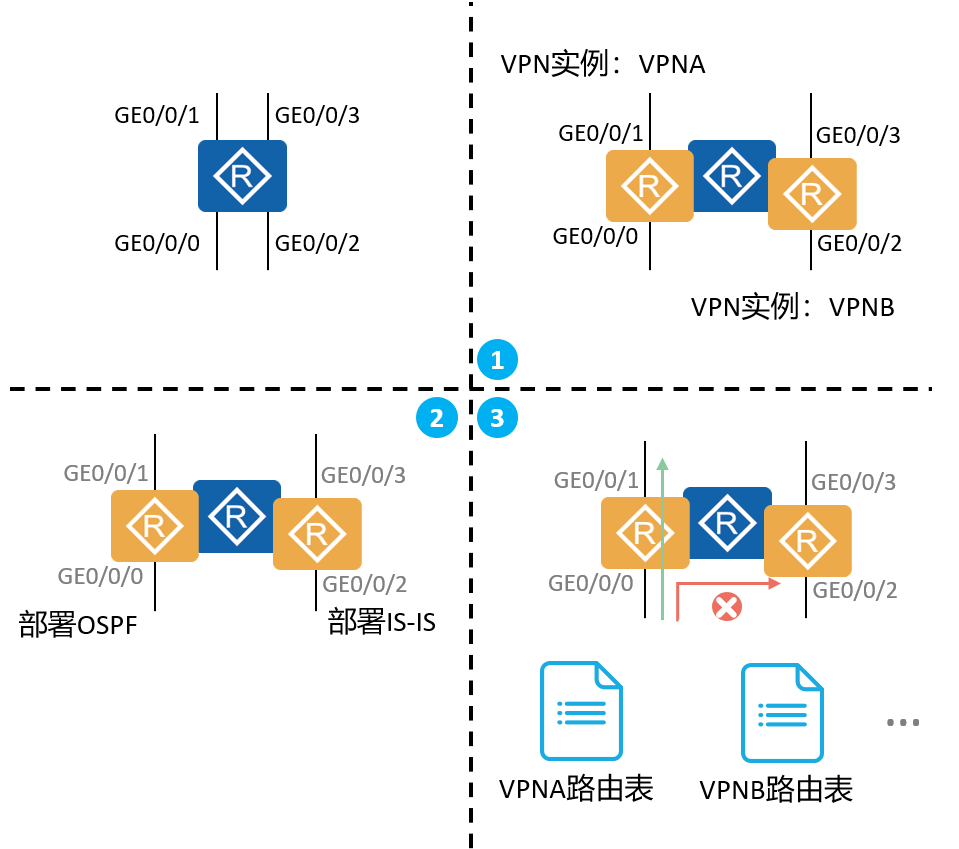 GE0/0/1
GE0/0/3
R
GE0/0/0
GE0/0/2
VPN实例：VPNA
GE0/0/1
GE0/0/3
R
R
R
GE0/0/0
GE0/0/2
VPN实例：VPNB
1
2
3
GE0/0/1
GE0/0/3
R
R
R
GE0/0/0
GE0/0/2
部署OSPF
部署IS-IS
GE0/0/1
GE0/0/3
R
R
R
GE0/0/0
GE0/0/2
VPNA路由表
VPNB路由表
...